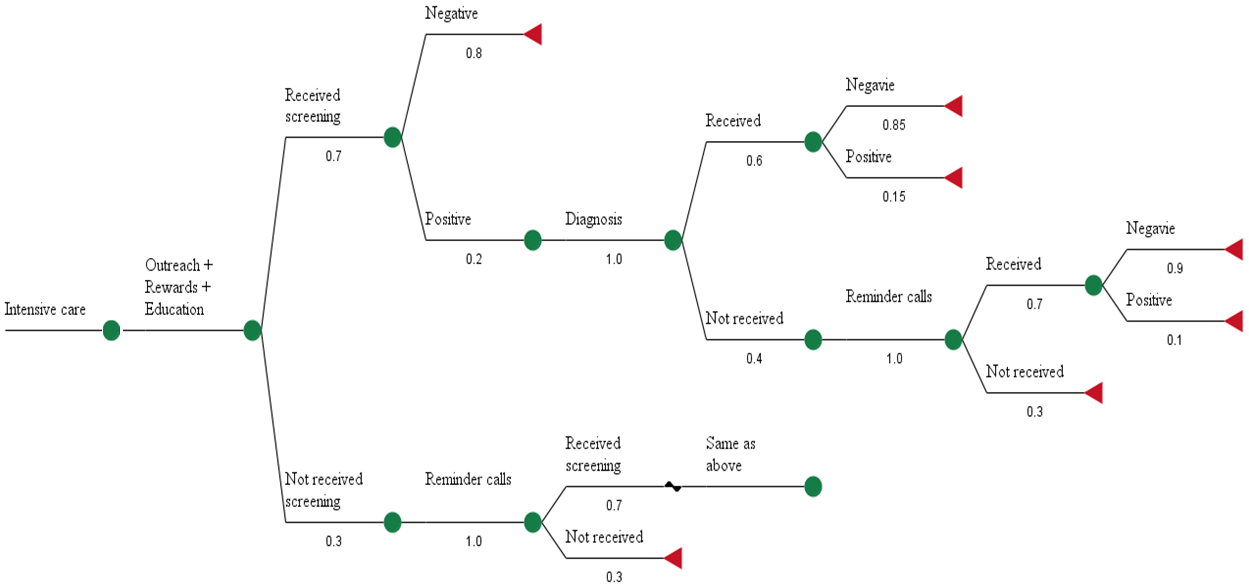 Negative
0.8
Received
screening
0.7
Negavie
0.85
Received
0.6
Positive
0.15
Positive
0.2
Diagnosis
1.0
Negavie
0.9
Outreach +
Rewards +
Education
Received
0.7
Intensive care
Reminder calls
1.0
Positive
0.1
Not received
0.4
Not received
0.3
Received
screening
0.7
Same as
above
Not received
screening
0.3
Reminder calls
1.0
Not received
0.3